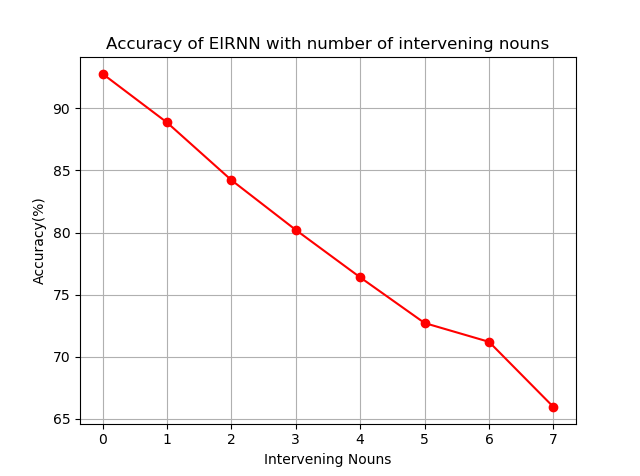 Accuracy of EIRNN with number of intervening nouns
90
85
80
75
70
65
Accuracy(%)
0 1 2 3 4 5 6 7
Intervening Nouns